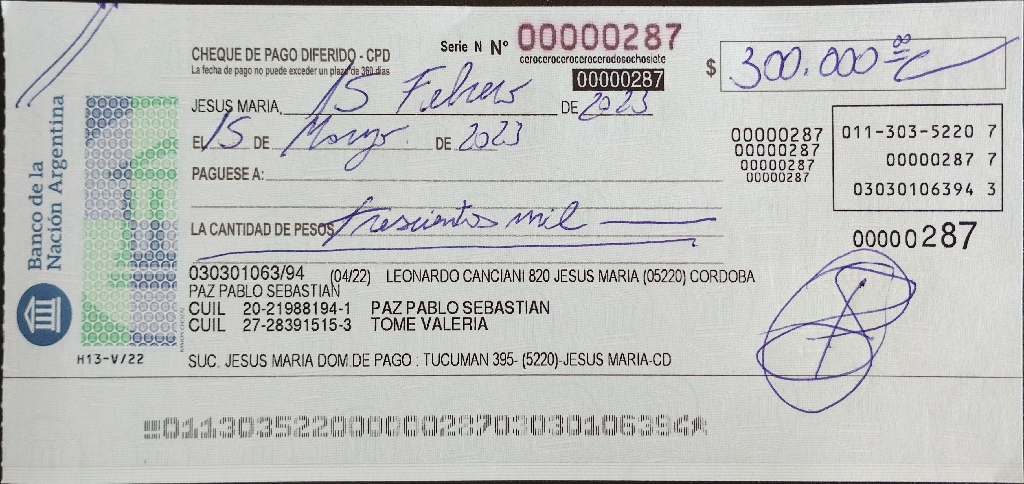 CHEQUE DE PAGO DIFERIDO - CPD
La fecha de pago no puede exceder un plazo de 360 días
Serie N Nº 00000287
cerocerocerocerocerodosochosiete
00000287
$ 300.000 00
JESUS MARIA, 15 Febrero DE 2023
EL 15 DE Marzo DE 2023
PAGUESE A:
LA CANTIDAD DE PESOS trescientos mil
00000287
00000287
00000287
00000287
011-303-5220 7
00000287 7
03030106394 3
00000287
030301063/94 (04/22) LEONARDO CANCIANI 820 JESUS MARIA (05220) CORDOBA
PAZ PABLO SEBASTIAN
CUIL 20-21988194-1 PAZ PABLO SEBASTIAN
CUIL 27-28391515-3 TOME VALERIA
SUC. JESUS MARIA DOM.DE PAGO : TUCUMAN 395- (5220)-JESUS MARIA-CD
Banco de la
Nación Argentina
H13-V/22
01130352200000028703030106394